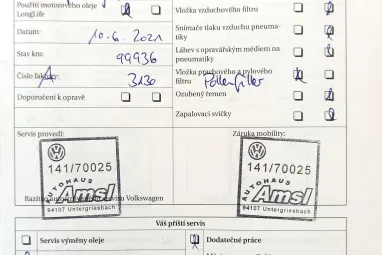 Použití motorového oleje
LongLife
Datum: 10.6.2021
Stav km: 99936
Číslo faktury: 3130
Doporučení k opravě
Vložka vzduchového filtru
Snímače tlaku vzduchu pneuma-
tiky
Láhev s opravářským médiem na
pneumatiky
Vložka prachového a pylového
filtru Pollenfilter
Ozubený řemen
Zapalovací svíčky
Servis provedl:
Záruka mobility:
141/70025
AUTOHAUS
Amsl
94107 Untergriesbach
141/70025
AUTOHAUS
Amsl
94107 Untergriesbach
Volkswagen
Váš příští servis
Servis výměny oleje
Dodatečné práce